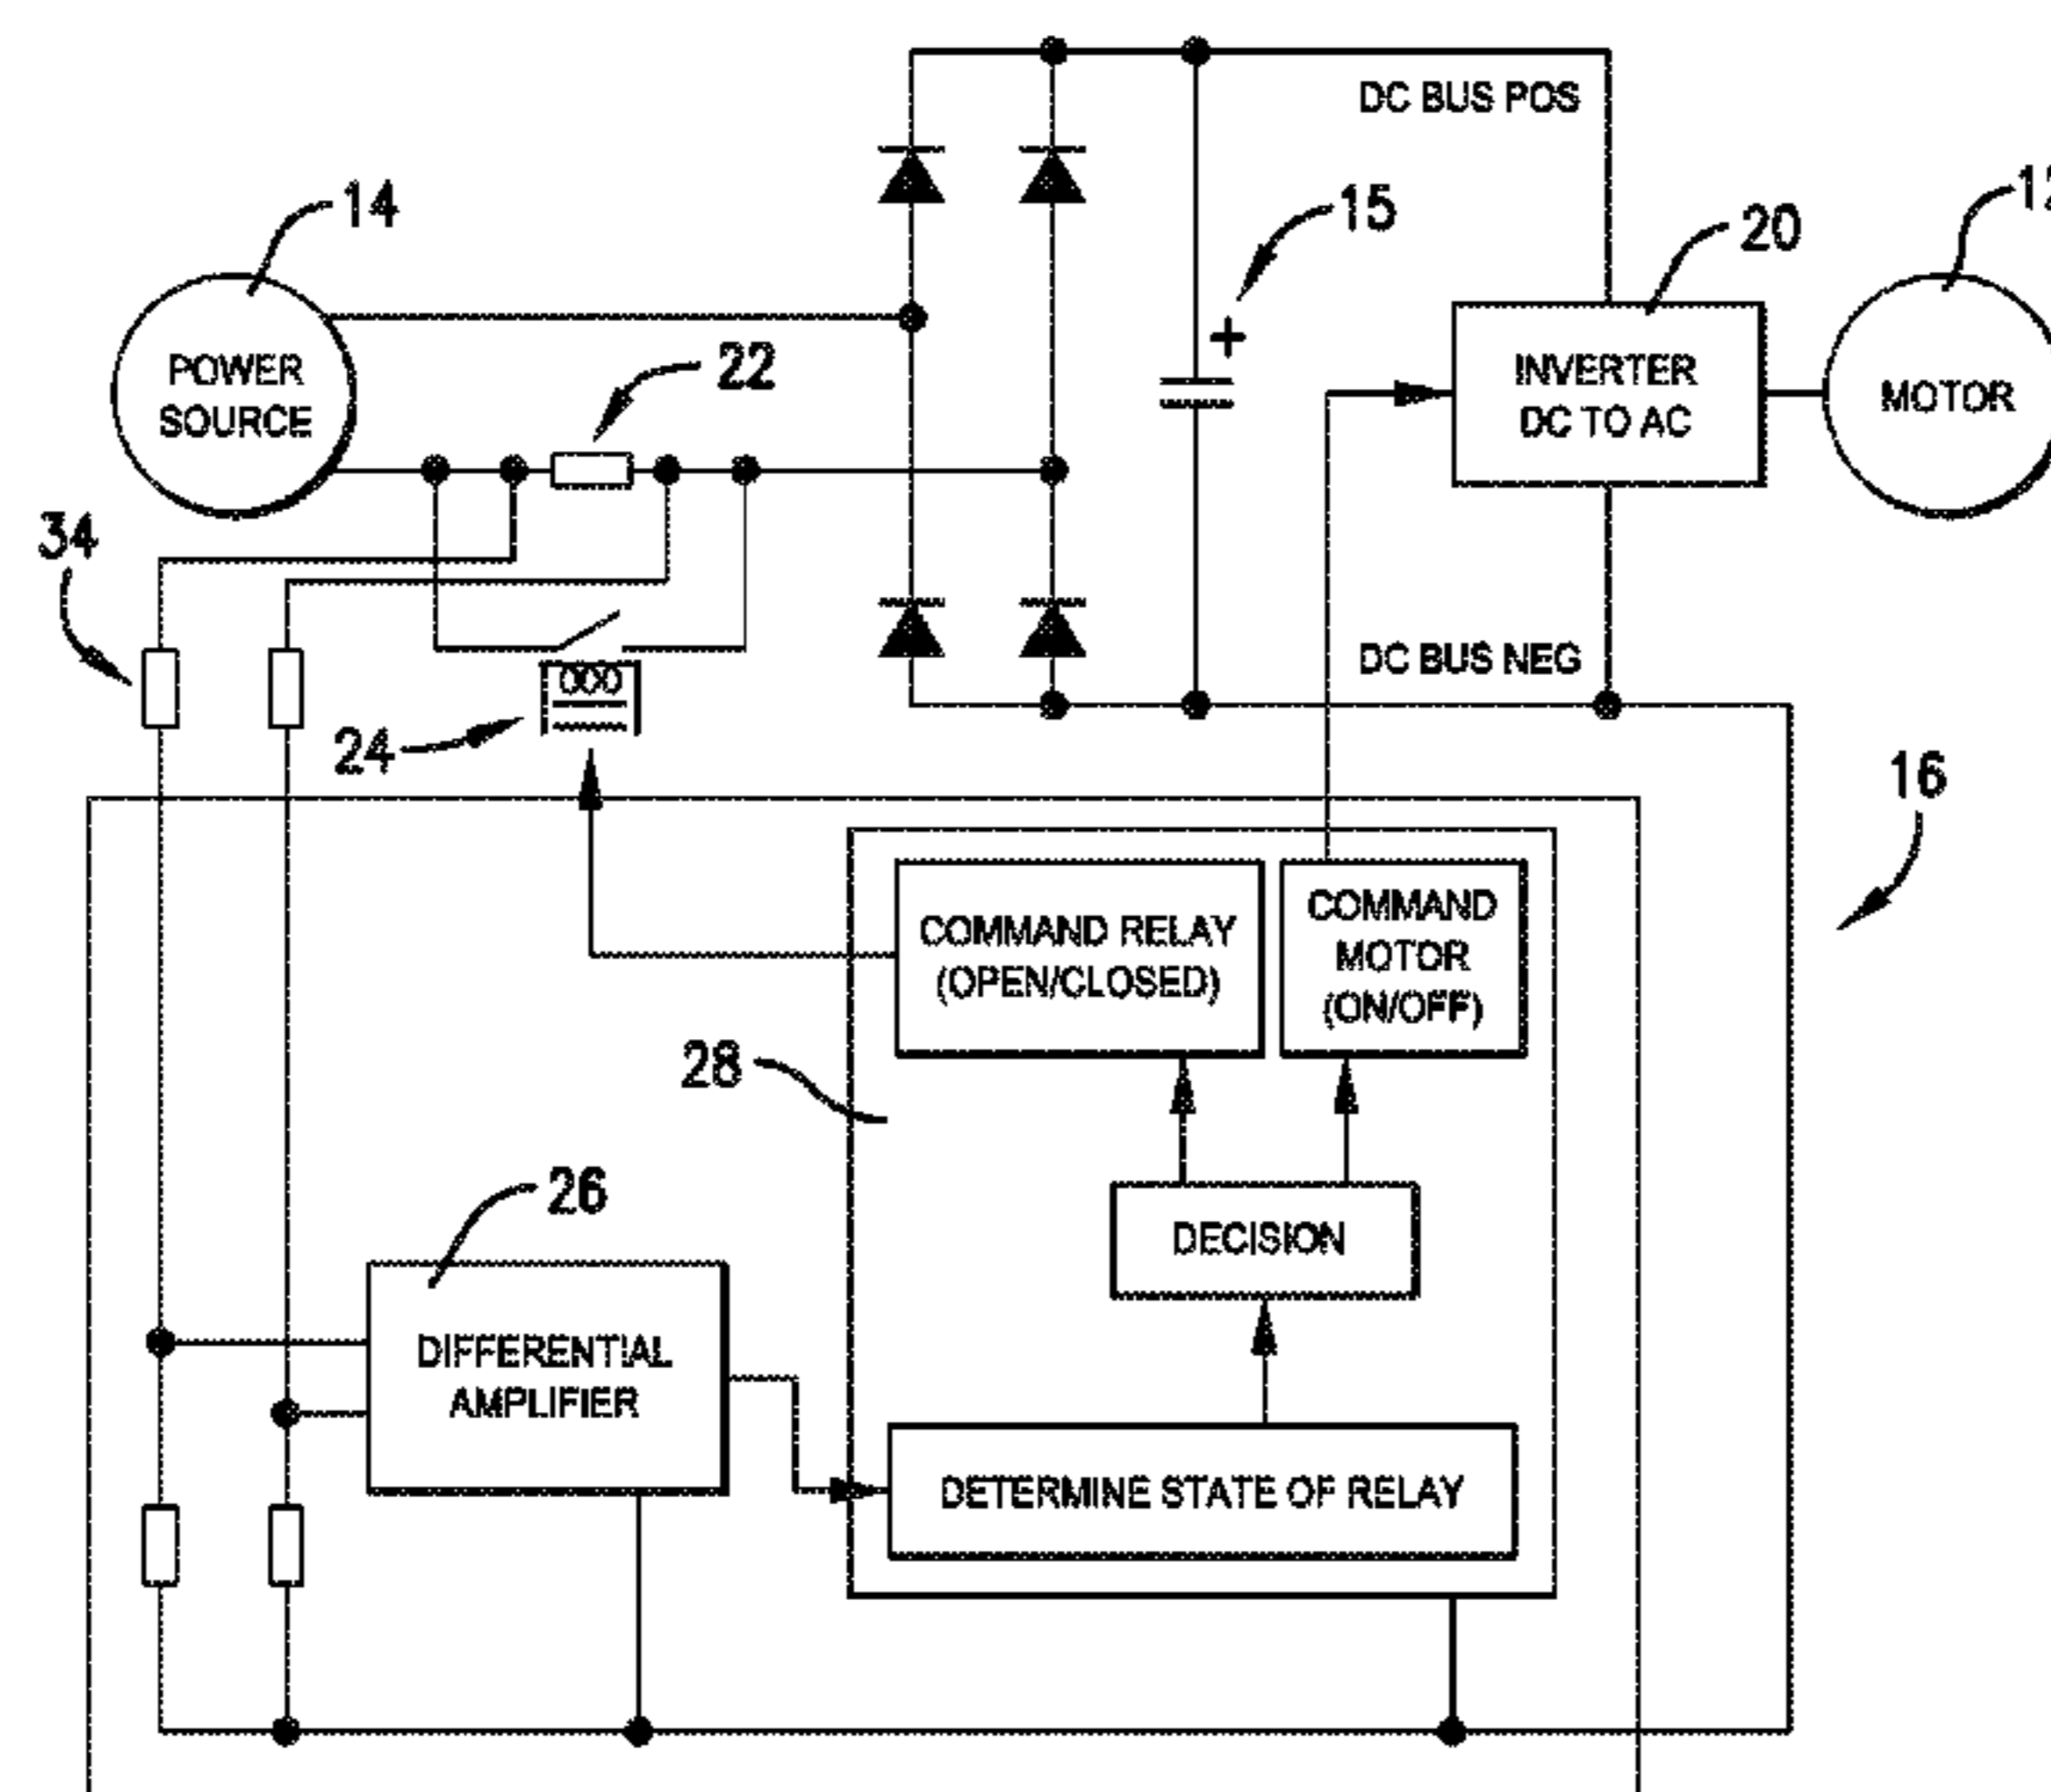 DC BUS POS
14
15
20
12
POWER
SOURCE
22
INVERTER
DC TO AC
MOTOR
34
DC BUS NEG
24
16
COMMAND RELAY
(OPEN/CLOSED)
COMMAND
MOTOR
(ON/OFF)
28
26
DECISION
DIFFERENTIAL
AMPLIFIER
DETERMINE STATE OF RELAY